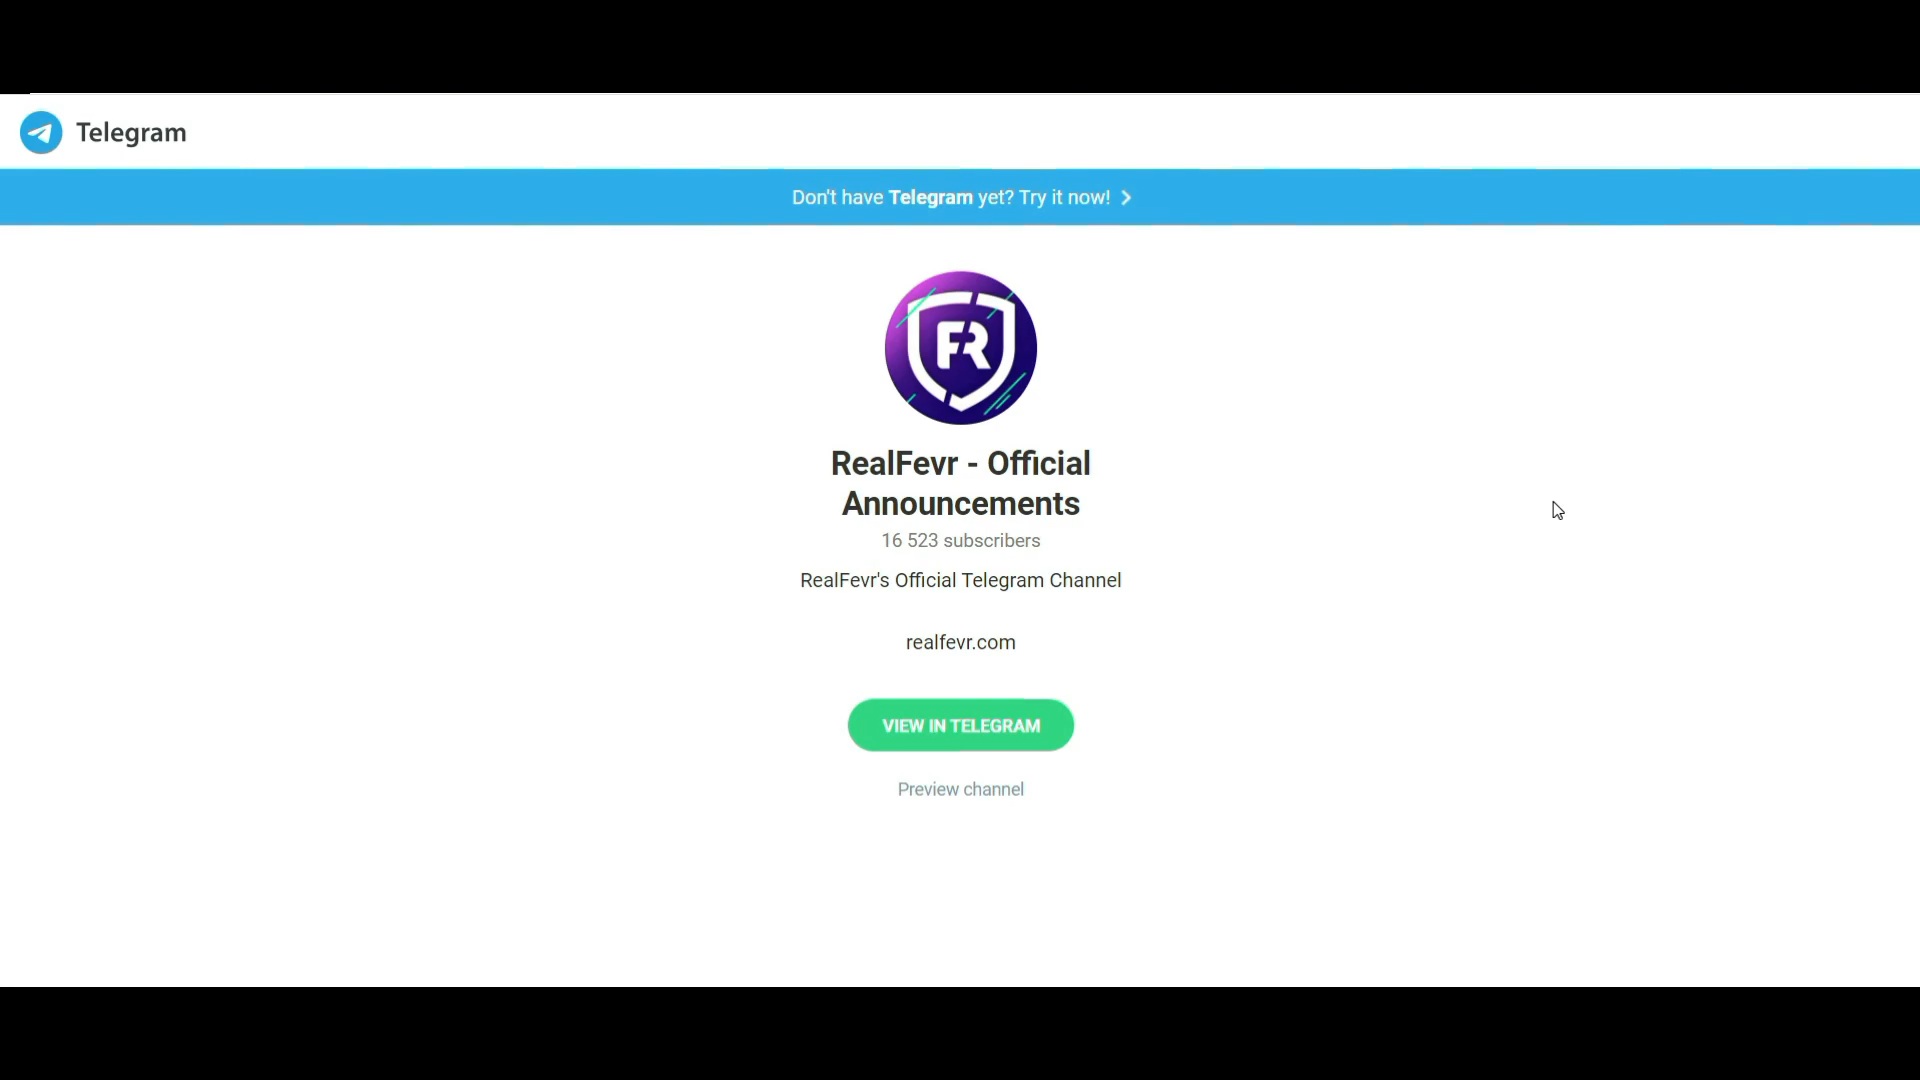 Telegram
Don't have Telegram yet? Try it now!
FR
RealFevr - Official
Announcements
16 523 subscribers
RealFevr's Official Telegram Channel
realfevr.com
VIEW IN TELEGRAM
Preview channel